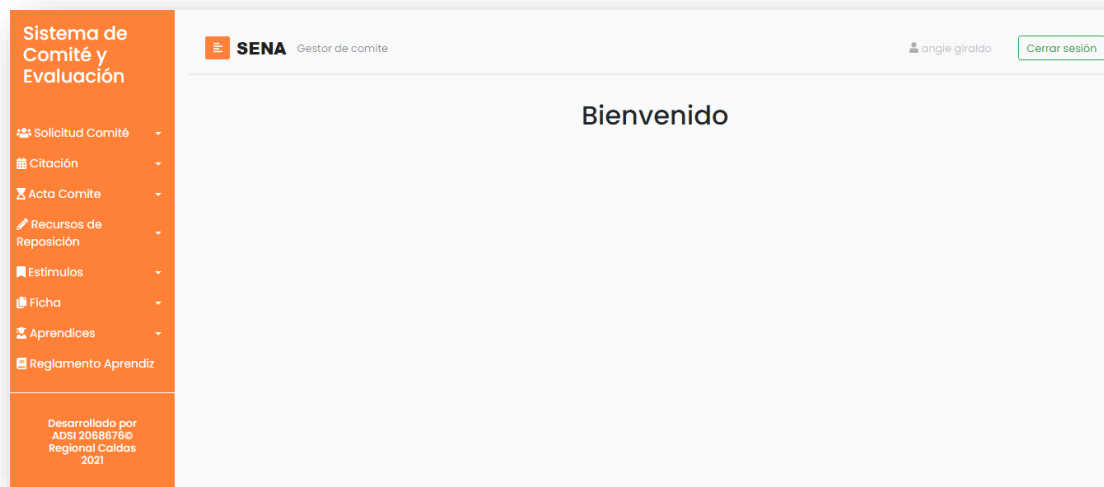 Sistema de
Comité y
Evaluación
SENA Gestor de comite
angie giraldo
Cerrar sesión
Bienvenido
Solicitud Comité
Citación
Acta Comite
Recursos de
Reposición
Estimulos
Ficha
Aprendices
Reglamento Aprendiz
Desarrollado por
ADSI 2068676©
Regional Caldas
2021